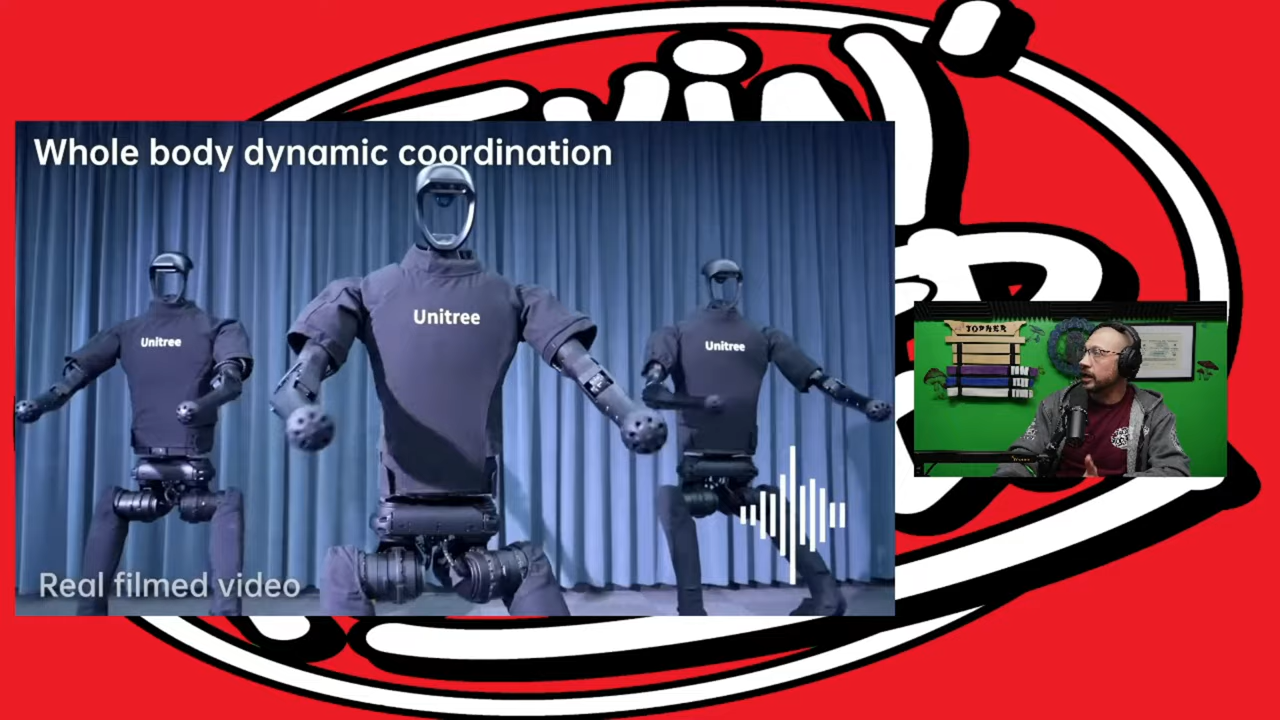 Whole body dynamic coordination
Unitree
Unitree
Unitree
Real filmed video
TOPHER